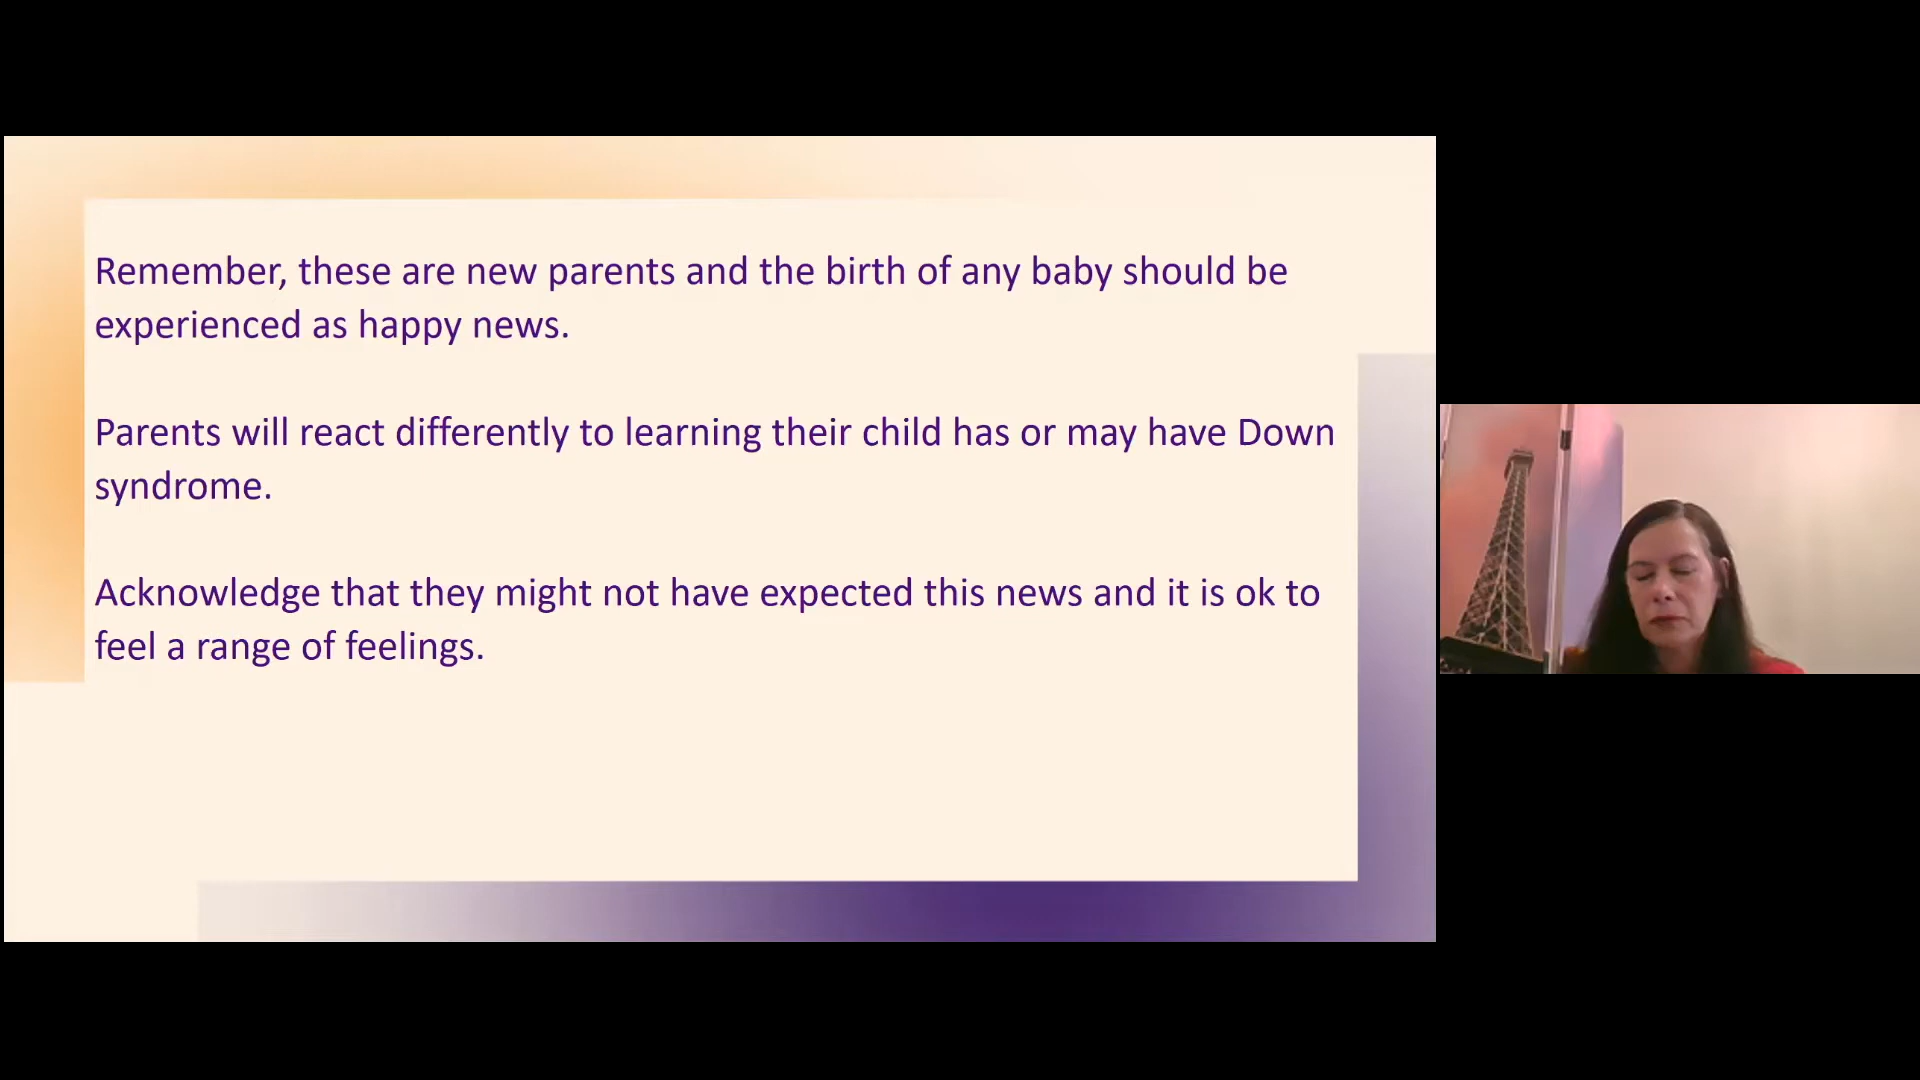 Remember, these are new parents and the birth of any baby should be
experienced as happy news.
Parents will react differently to learning their child has or may have Down
syndrome.
Acknowledge that they might not have expected this news and it is ok to
feel a range of feelings.